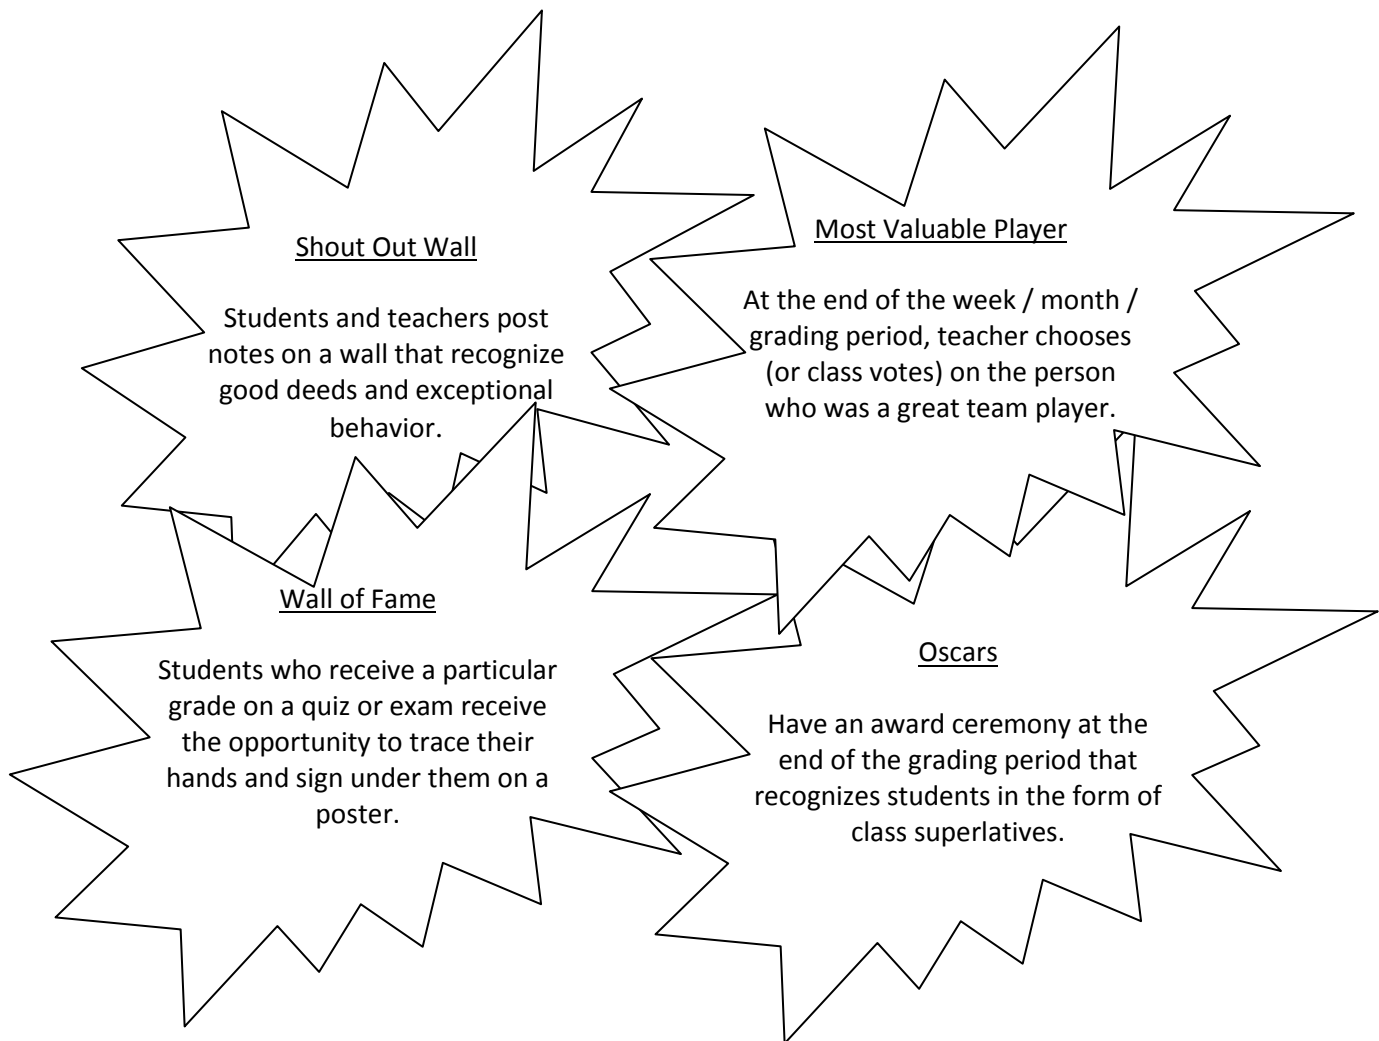 Shout Out Wall
Students and teachers post
notes on a wall that recognize
good deeds and exceptional
behavior.
Most Valuable Player
At the end of the week / month /
grading period, teacher chooses
(or class votes) on the person
who was a great team player.
Wall of Fame
Students who receive a particular
grade on a quiz or exam receive
the opportunity to trace their
hands and sign under them on a
poster.
Oscars
Have an award ceremony at the
end of the grading period that
recognizes students in the form of
class superlatives.